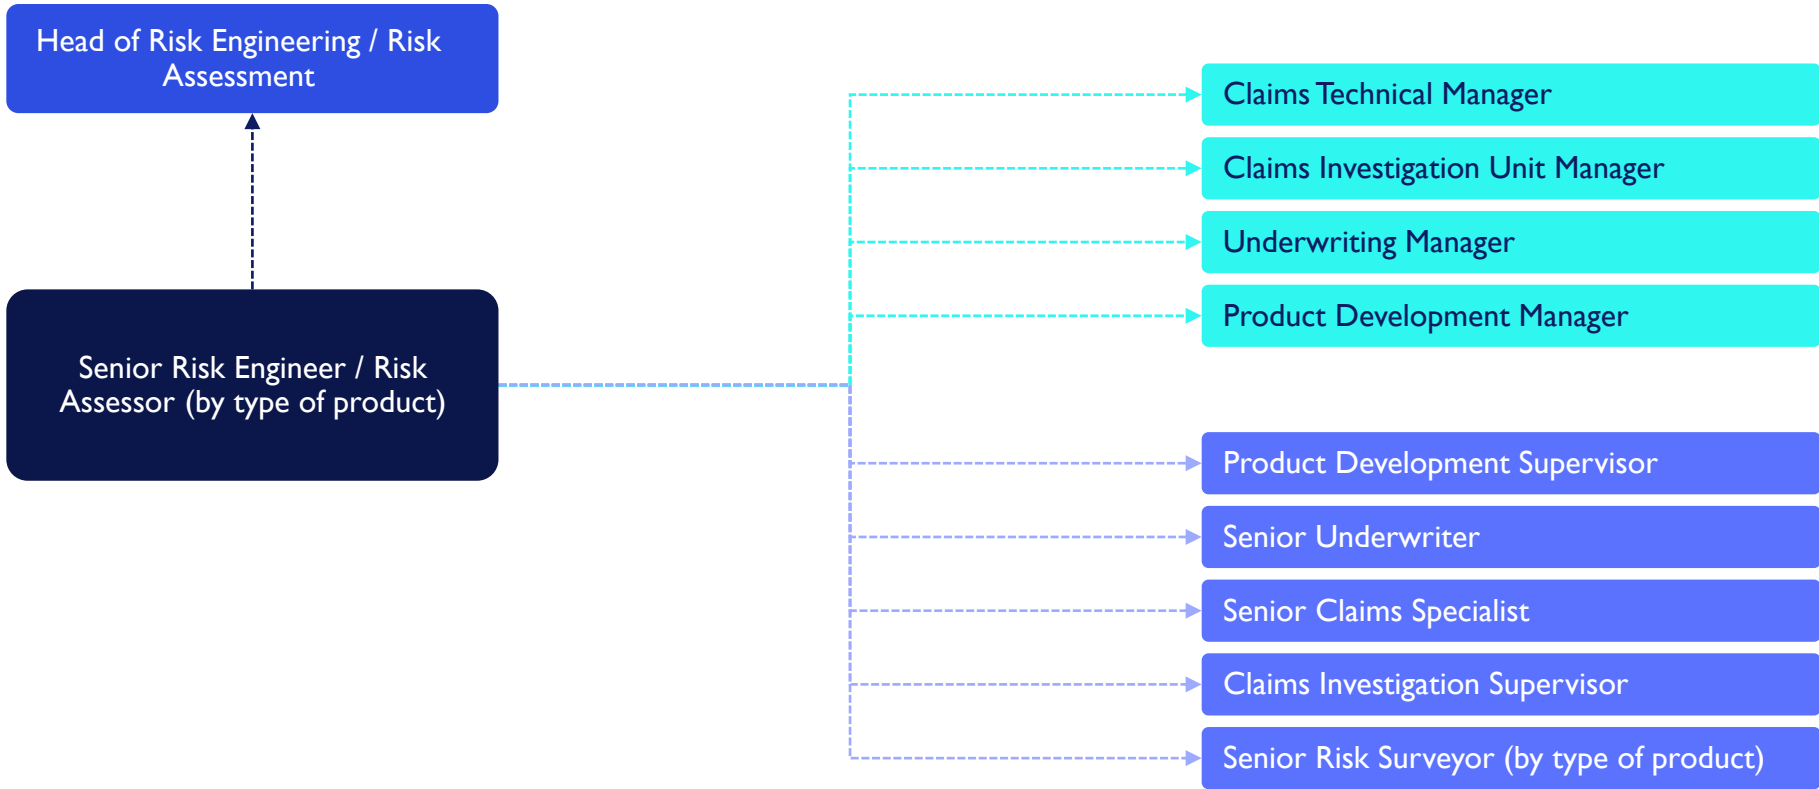 Head of Risk Engineering / Risk
Assessment
Senior Risk Engineer / Risk
Assessor (by type of product)
Claims Technical Manager
Claims Investigation Unit Manager
Underwriting Manager
Product Development Manager
Product Development Supervisor
Senior Underwriter
Senior Claims Specialist
Claims Investigation Supervisor
Senior Risk Surveyor (by type of product)